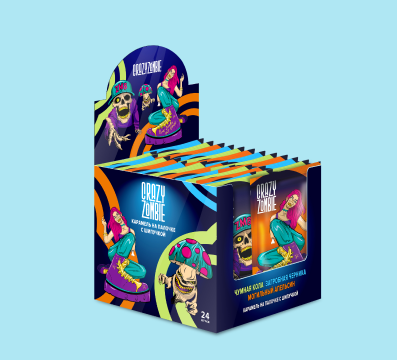 CRAZY ZOMBIE
CRAZY
ZOMBIE
КАРАМЕЛЬ НА ПАЛОЧКЕ
С ШИПУЧКОЙ
24
CRAZY
ZOMBIE
ЧУМНАЯ КОЛА ЗАГРОБНАЯ ЧЕРНИКА
МОГИЛЬНЫЙ АПЕЛЬСИН
КАРАМЕЛЬ НА ПАЛОЧКЕ С ШИПУЧКОЙ